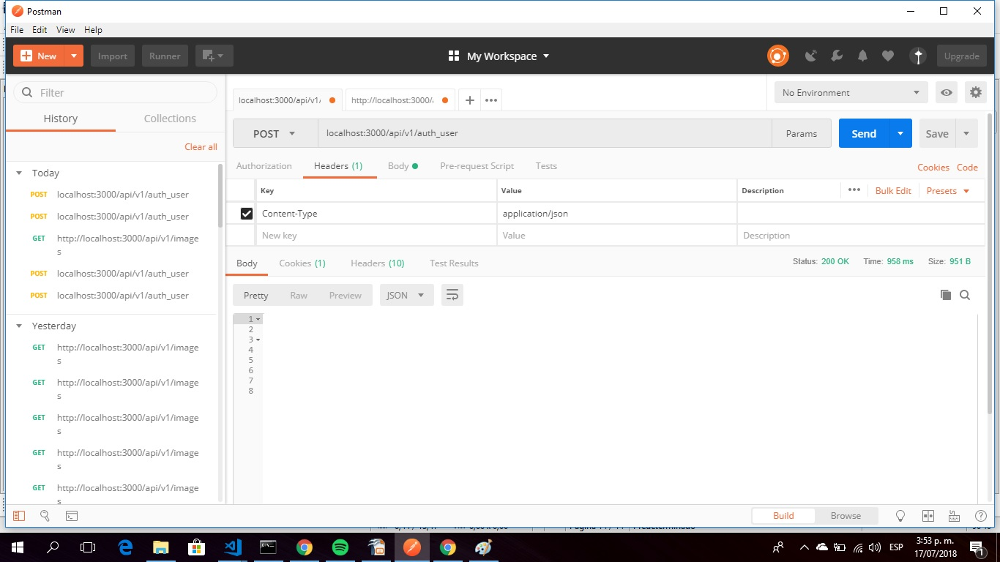 Postman
File Edit View Help
New Import Runner My Workspace Upgrade
Filter
History Collections
Clear all
Today
POST localhost:3000/api/v1/auth_user
POST localhost:3000/api/v1/auth_user
GET http://localhost:3000/api/v1/image
s
POST localhost:3000/api/v1/auth_user
POST localhost:3000/api/v1/auth_user
Yesterday
GET http://localhost:3000/api/v1/image
s
GET http://localhost:3000/api/v1/image
s
GET http://localhost:3000/api/v1/image
s
GET http://localhost:3000/api/v1/image
s
GET http://localhost:3000/api/v1/image
s
localhost:3000/api/v1/ http://localhost:3000/
No Environment
POST localhost:3000/api/v1/auth_user Params Send Save
Authorization Headers (1) Body Pre-request Script Tests Cookies Code
Key Value Description Bulk Edit Presets
Content-Type application/json
New key Value Description
Body Cookies (1) Headers (10) Test Results Status: 200 OK Time: 958 ms Size: 951 B
Pretty Raw Preview JSON
1
2
3
4
5
6
7
8
Build Browse
ESP
3:53 p. m.
17/07/2018
1